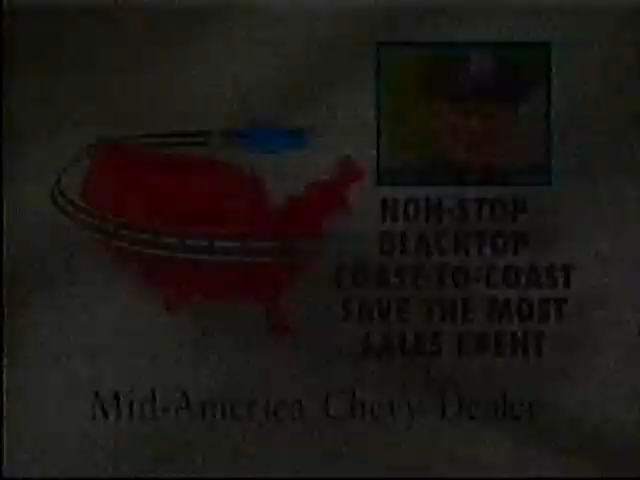 NON-STOP
BLACKTOP
COAST-TO-COAST
SAVE THE MOST
SALES EVENT
Mid-America Chevy Dealer